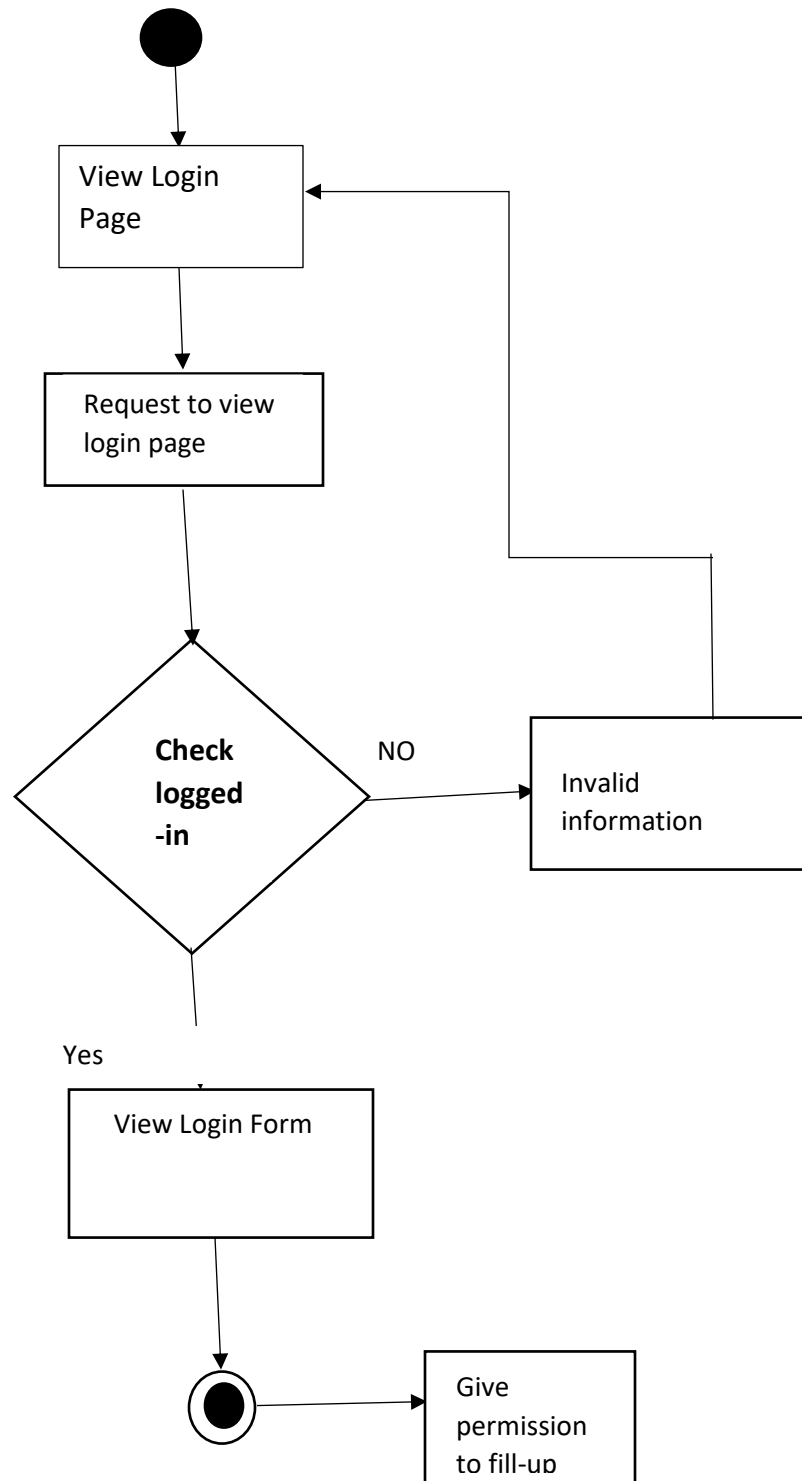 View Login
Page
Request to view
login page
Check
logged
-in
NO
Invalid
information
Yes
View Login Form
Give
permission
to fill-up